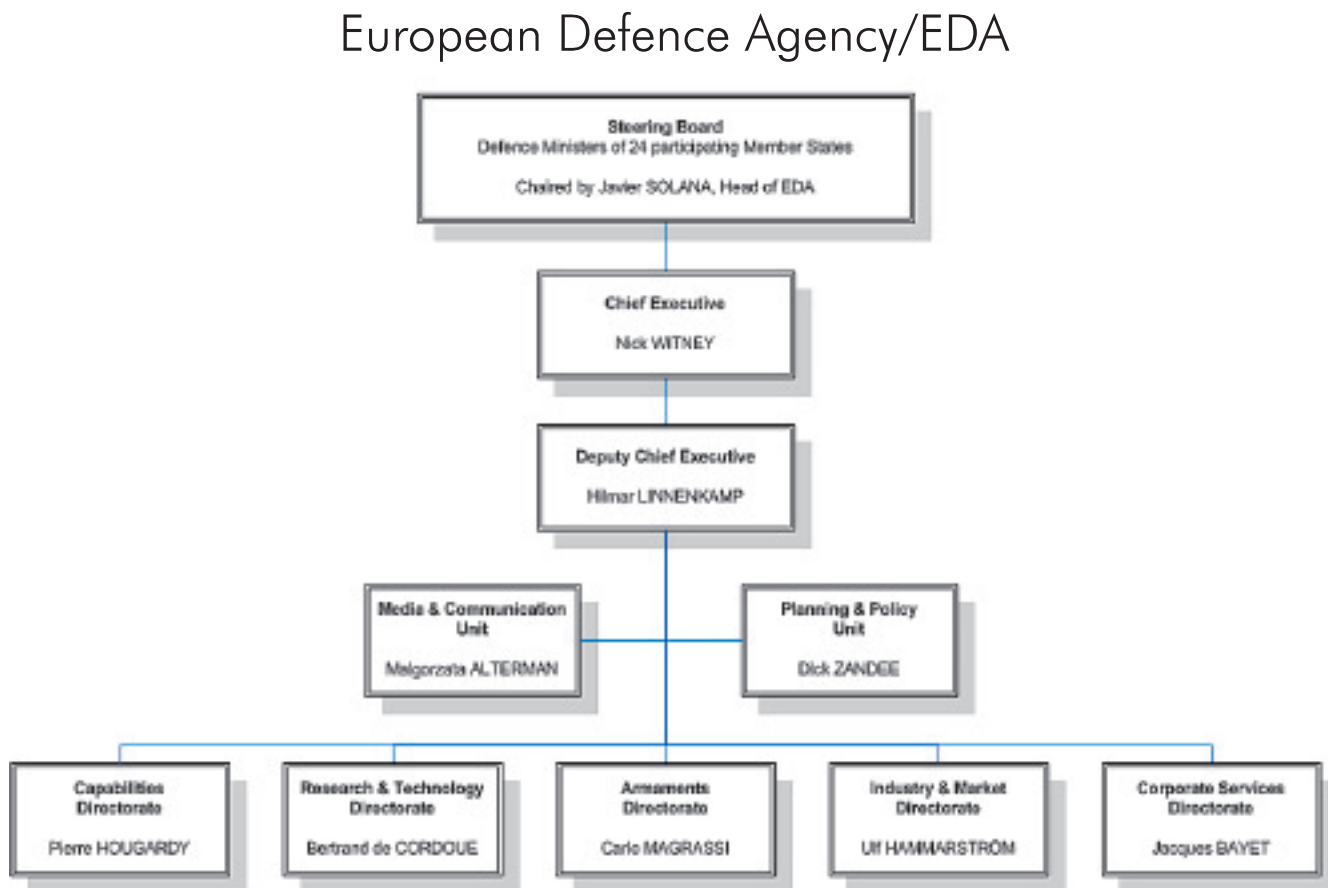 European Defence Agency/EDA
Steering Board
Defence Ministers of 24 participating Member States
Chaired by Javier SOLANA, Head of EDA
Chief Executive
Nick WITNEY
Deputy Chief Executive
Hilmar LINNENKAMP
Media & Communication
Unit
Malgorzata ALTERMAN
Planning & Policy
Unit
Dick ZANDEE
Capabilities
Directorate
Pierre HOUGARDY
Research & Technology
Directorate
Bertrand de CORDOUE
Armaments
Directorate
Carlo MAGRASSI
Industry & Market
Directorate
Ulf HAMMARSTRÖM
Corporate Services
Directorate
Jacques BAYET